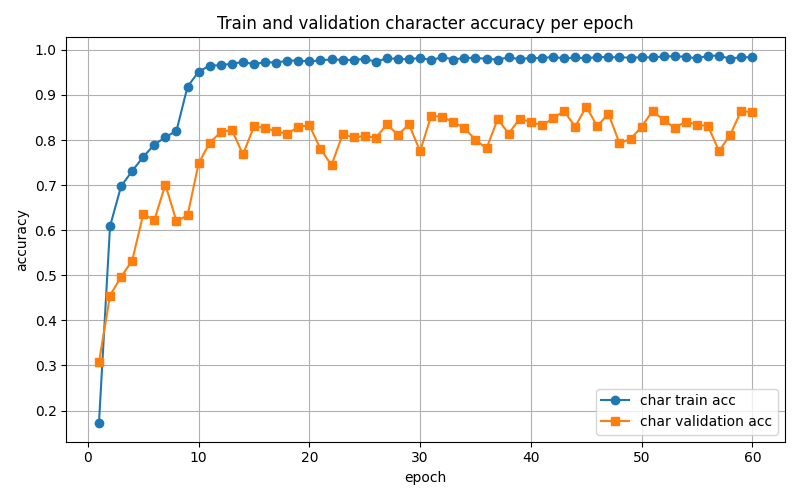 Train and validation character accuracy per epoch
accuracy
1.0
0.9
0.8
0.7
0.6
0.5
0.4
0.3
0.2
0 10 20 30 40 50 60
epoch
char train acc
char validation acc